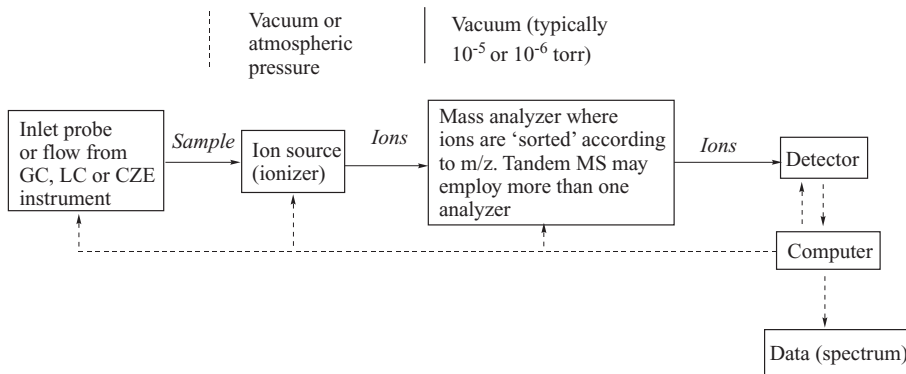 Vacuum or
atmospheric
pressure
Vacuum (typically
10⁻⁵ or 10⁻⁶ torr)
Inlet probe
or flow from
GC, LC or CZE
instrument
Sample
Ion source
(ionizer)
Ions
Mass analyzer where
ions are ‘sorted’ according
to m/z. Tandem MS may
employ more than one
analyzer
Ions
Detector
Computer
Data (spectrum)